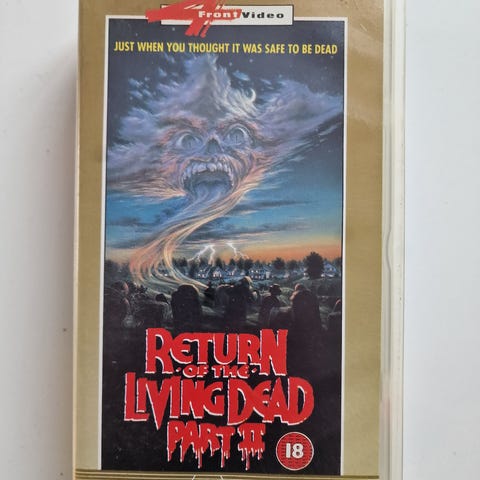 4 Front Video
JUST WHEN YOU THOUGHT IT WAS SAFE TO BE DEAD
RETURN
·OF THE·
LIVING DEAD
PART II
18